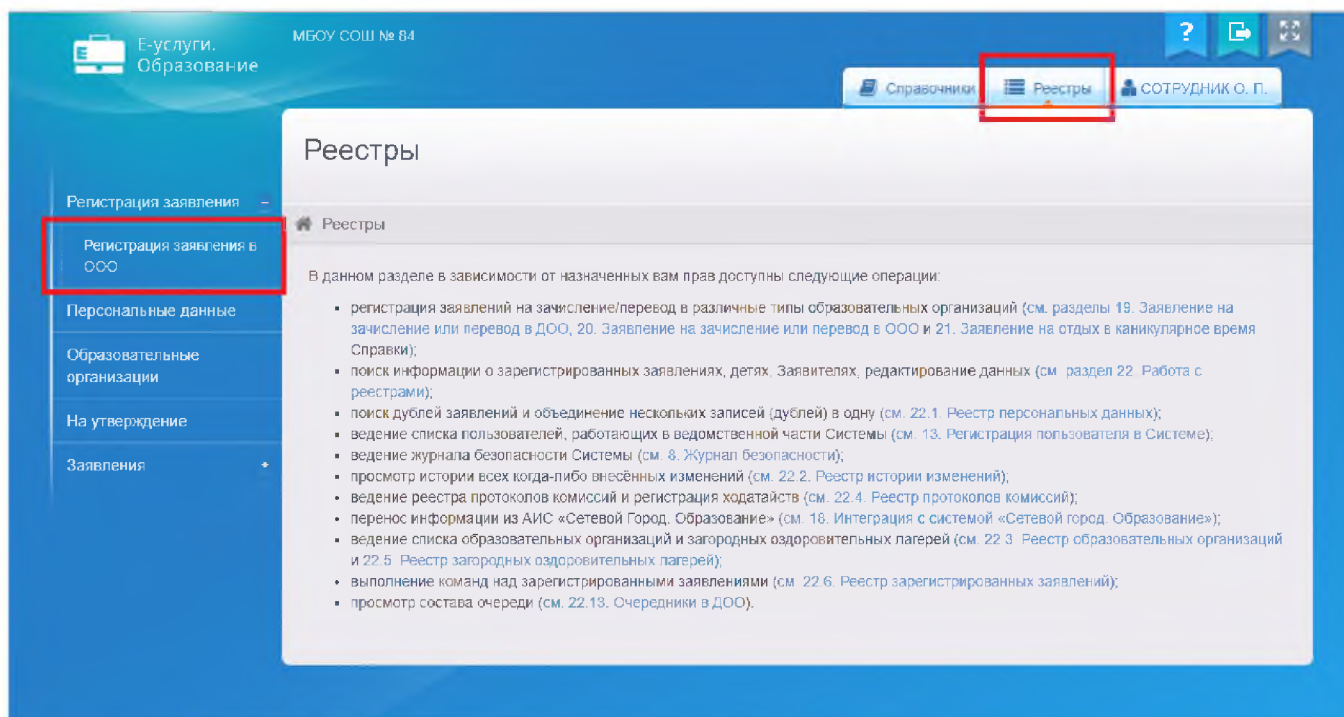 Е-услуги.
Образование
МБОУ СОШ № 84
?
Справочники
Реестры
СОТРУДНИК О. П.
Реестры
Регистрация заявления
Регистрация заявления в
ООО
Персональные данные
Образовательные
организации
На утверждение
Заявления
Реестры
В данном разделе в зависимости от назначенных вам прав доступны следующие операции:
регистрация заявлений на зачисление/перевод в различные типы образовательных организаций (см. разделы 19. Заявление на
зачисление или перевод в ДОО, 20. Заявление на зачисление или перевод в ООО и 21. Заявление на отдых в каникулярное время
Справки);
поиск информации о зарегистрированных заявлениях, детях, Заявителях, редактирование данных (см. раздел 22. Работа с
реестрами);
поиск дублей заявлений и объединение нескольких записей (дублей) в одну (см. 22.1. Реестр персональных данных);
ведение списка пользователей, работающих в ведомственной части Системы (см. 13. Регистрация пользователя в Системе);
ведение журнала безопасности Системы (см. 8. Журнал безопасности);
просмотр истории всех когда-либо внесённых изменений (см. 22.2. Реестр истории изменений);
ведение реестра протоколов комиссий и регистрация ходатайств (см. 22.4. Реестр протоколов комиссий);
перенос информации из АИС «Сетевой Город. Образование» (см. 18. Интеграция с системой «Сетевой город. Образование»);
ведение списка образовательных организаций и загородных оздоровительных лагерей (см. 22.3. Реестр образовательных организаций
и 22.5. Реестр загородных оздоровительных лагерей);
выполнение команд над зарегистрированными заявлениями (см. 22.6. Реестр зарегистрированных заявлений);
просмотр состава очереди (см. 22.13. Очередники в ДОО).